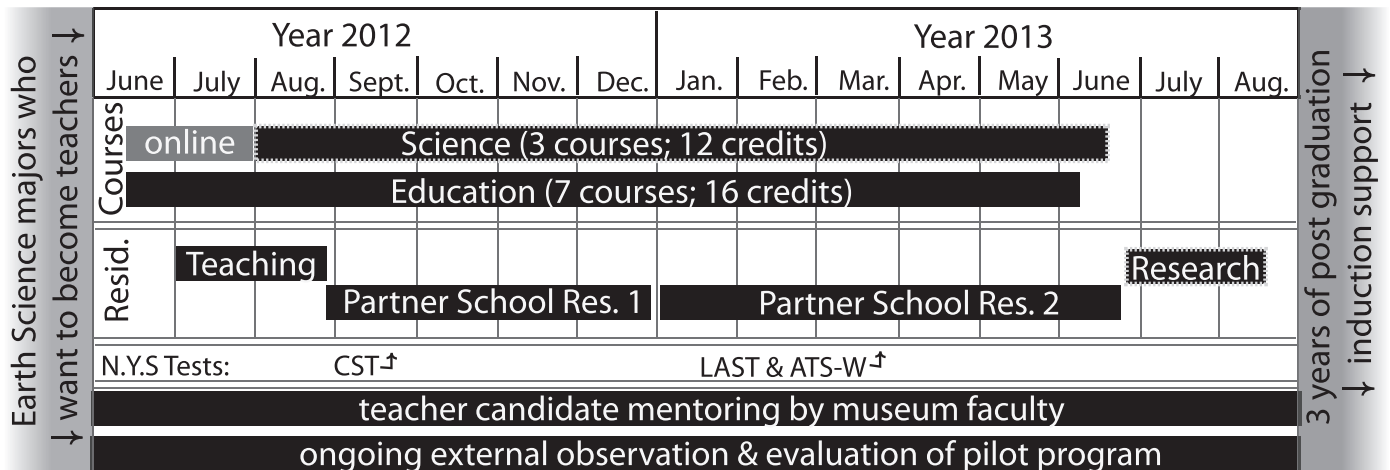 Earth Science majors who
want to become teachers
Year 2012 Year 2013
June July Aug. Sept. Oct. Nov. Dec. Jan. Feb. Mar. Apr. May June July Aug.
Courses
online Science (3 courses; 12 credits)
Education (7 courses; 16 credits)
Resid.
Teaching Research
Partner School Res. 1 Partner School Res. 2
N.Y.S Tests: CST LAST & ATS-W
teacher candidate mentoring by museum faculty
ongoing external observation & evaluation of pilot program
3 years of post graduation
induction support